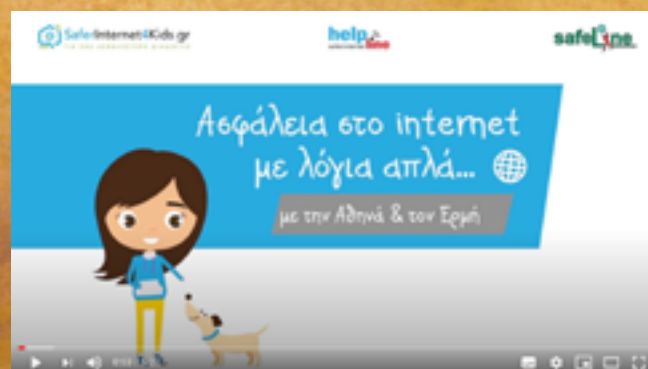 SaferInternet4Kids.gr
help
line
safeLine
Ασφάλεια στο internet
με λόγια απλά...
με την Αθηνά & τον Ερμή